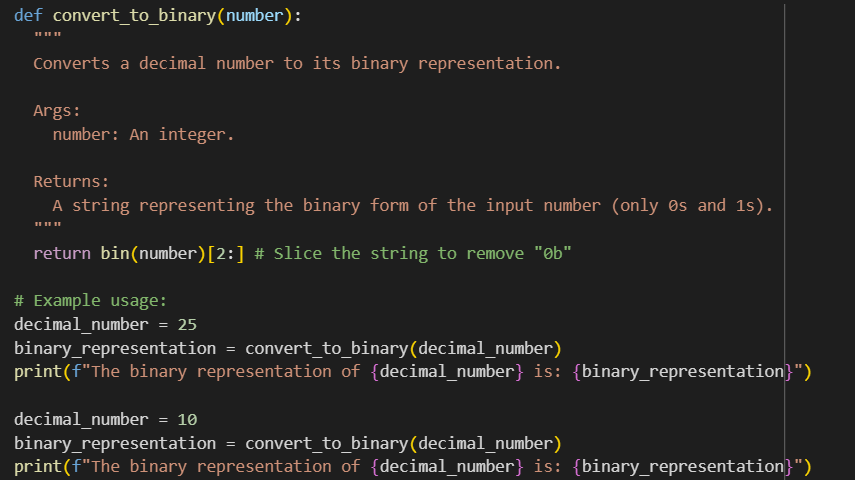 def convert_to_binary(number):
  """
  Converts a decimal number to its binary representation.

  Args:
    number: An integer.

  Returns:
    A string representing the binary form of the input number (only 0s and 1s).
  """
  return bin(number)[2:] # Slice the string to remove "0b"

# Example usage:
decimal_number = 25
binary_representation = convert_to_binary(decimal_number)
print(f"The binary representation of {decimal_number} is: {binary_representation}")

decimal_number = 10
binary_representation = convert_to_binary(decimal_number)
print(f"The binary representation of {decimal_number} is: {binary_representation}")